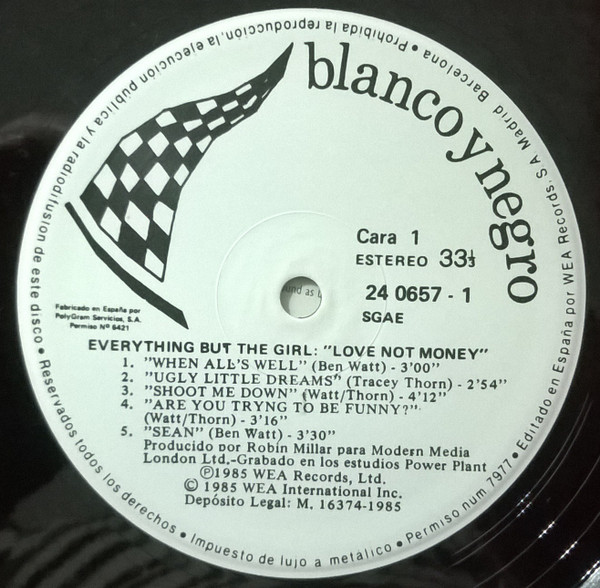 blanco y negro
Cara 1
ESTEREO 33⅓
24 0657 - 1
SGAE
Fabricado en España por
PolyGram Servicios, S.A.
Permiso Nº 6421
EVERYTHING BUT THE GIRL: "LOVE NOT MONEY"
1. "WHEN ALL'S WELL" (Ben Watt) - 3'00"
2. "UGLY LITTLE DREAMS" (Tracey Thorn) - 2'54"
3. "SHOOT ME DOWN" (Watt/Thorn) - 4'12"
4. "ARE YOU TRYNG TO BE FUNNY?"
(Watt/Thorn) - 3'16"
5. "SEAN" (Ben Watt) - 3'30"
Producido por Robin Millar para Modern Media
London Ltd.-Grabado en los estudios Power Plant
Ⓟ1985 WEA Records, Ltd.
© 1985 WEA International Inc.
Depósito Legal: M. 16374-1985
Reservados todos los derechos • Impuesto de lujo a metálico • Permiso num 7977 • Editado en España por WEA Records, S.A Madrid Barcelona • Prohibida la reproducción, la ejecución pública y la radiodifusion de este disco •